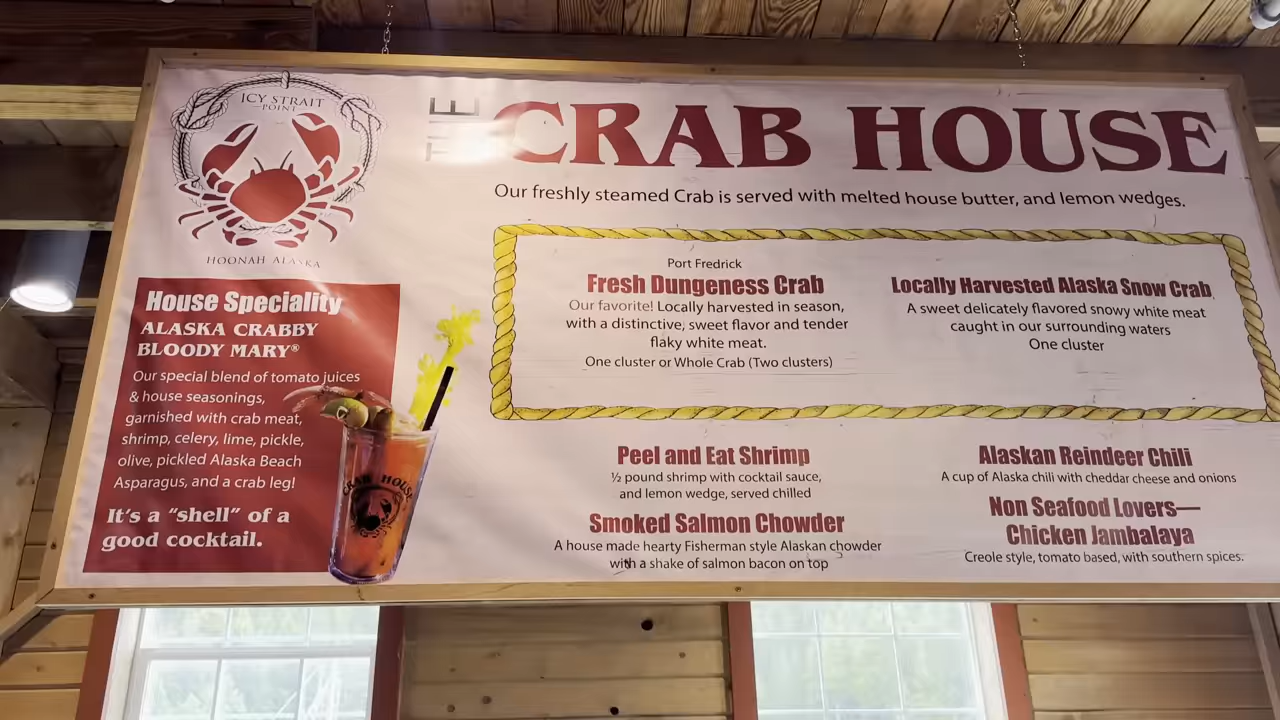 ICY STRAIT
POINT
HOONAH ALASKA
THE CRAB HOUSE
Our freshly steamed Crab is served with melted house butter, and lemon wedges.
House Speciality
ALASKA CRABBY
BLOODY MARY®
Our special blend of tomato juices
& house seasonings,
garnished with crab meat,
shrimp, celery, lime, pickle,
olive, pickled Alaska Beach
Asparagus, and a crab leg!
It's a "shell" of a
good cocktail.
CRAB HOUSE
Port Fredrick
Fresh Dungeness Crab
Our favorite! Locally harvested in season,
with a distinctive, sweet flavor and tender
flaky white meat.
One cluster or Whole Crab (Two clusters)
Locally Harvested Alaska Snow Crab
A sweet delicately flavored snowy white meat
caught in our surrounding waters
One cluster
Peel and Eat Shrimp
½ pound shrimp with cocktail sauce,
and lemon wedge, served chilled
Smoked Salmon Chowder
A house made hearty Fisherman style Alaskan chowder
with a shake of salmon bacon on top
Alaskan Reindeer Chili
A cup of Alaska chili with cheddar cheese and onions
Non Seafood Lovers—
Chicken Jambalaya
Creole style, tomato based, with southern spices.